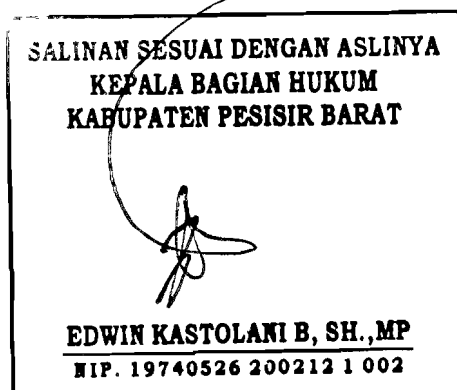 SALINAN SESUAI DENGAN ASLINYA
KEPALA BAGIAN HUKUM
KABUPATEN PESISIR BARAT
EDWIN KASTOLANI B, SH.,MP
NIP. 19740526 200212 1 002